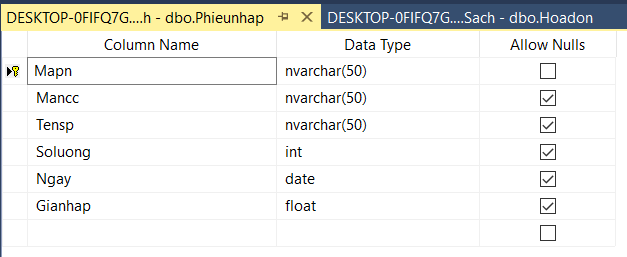 DESKTOP-0FIFQ7G....h - dbo.Phieunhap DESKTOP-0FIFQ7G....Sach - dbo.Hoadon
Column Name Data Type Allow Nulls
Mapn nvarchar(50)
Mancc nvarchar(50)
Tensp nvarchar(50)
Soluong int
Ngay date
Gianhap float